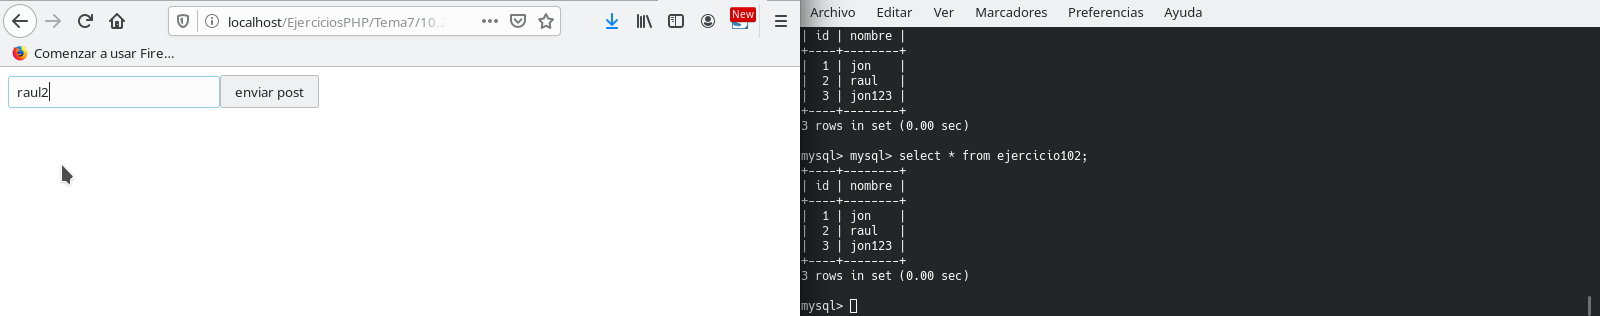 localhost/EjerciciosPHP/Tema7/10.
New
Comenzar a usar Fire...
raul2
enviar post
Archivo Editar Ver Marcadores Preferencias Ayuda
| id | nombre |
+----+--------+
|  1 | jon    |
|  2 | raul   |
|  3 | jon123 |
+----+--------+
3 rows in set (0.00 sec)
mysql> mysql> select * from ejercicio102;
+----+--------+
| id | nombre |
+----+--------+
|  1 | jon    |
|  2 | raul   |
|  3 | jon123 |
+----+--------+
3 rows in set (0.00 sec)
mysql>